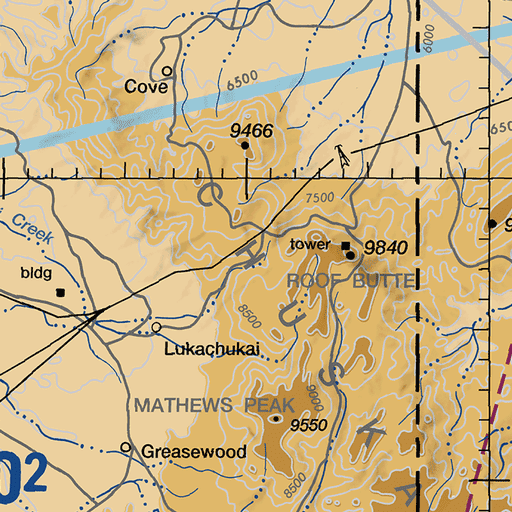 6000
Cove
6500
9466
650
7500
C
Creek
tower
9840
9
H
bldg
ROOF BUTTE
8500
U
Lukachukai
S
9000
MATHEWS PEAK
9550
K
Greasewood
02
8500
A